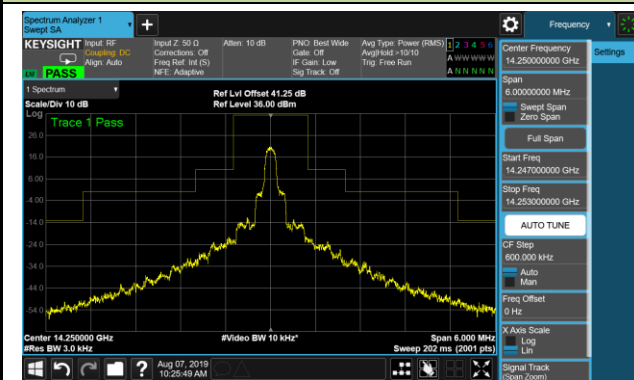 Spectrum Analyzer 1
Swept SA
+
Frequency
KEYSIGHT
Input: RF
Coupling: DC
Align: Auto
Input Z: 50 Ω
Corrections: Off
Freq Ref: Int (S)
NFE: Adaptive
Atten: 10 dB
PNO: Best Wide
Gate: Off
IF Gain: Low
Sig Track: Off
Avg Type: Power (RMS)
Avg|Hold:>10/10
Trig: Free Run
1 2 3 4 5 6
A W W W W W
A N N N N N
PASS
1 Spectrum
Scale/Div 10 dB
Ref Lvl Offset 41.25 dB
Ref Level 36.00 dBm
Log
Trace 1 Pass
26.0
16.0
6.00
-4.00
-14.0
-24.0
-34.0
-44.0
-54.0
Center 14.250000 GHz
#Res BW 3.0 kHz
#Video BW 10 kHz*
Span 6.000 MHz
Sweep 202 ms (2001 pts)
?
Aug 07, 2019
10:25:49 AM
Center Frequency
14.250000000 GHz
Settings
Span
6.00000000 MHz
Swept Span
Zero Span
Full Span
Start Freq
14.247000000 GHz
Stop Freq
14.253000000 GHz
AUTO TUNE
CF Step
600.000 kHz
Auto
Man
Freq Offset
0 Hz
X Axis Scale
Log
Lin
Signal Track
(Span Zoom)